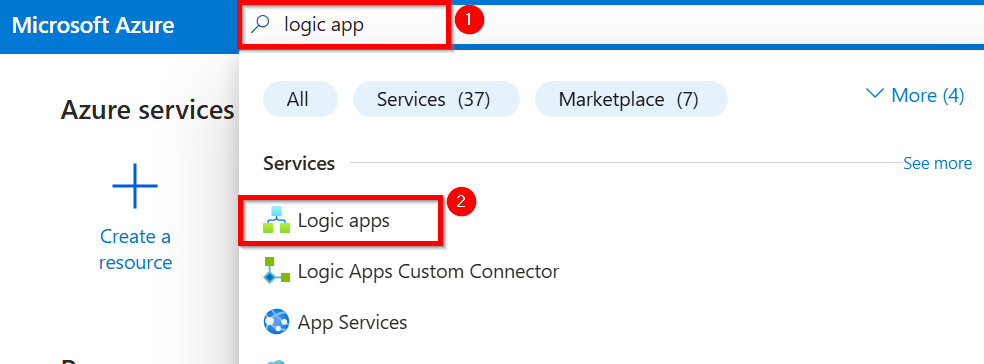 Microsoft Azure
logic app
1
All
Services (37)
Marketplace (7)
More (4)
Azure services
Services
See more
Create a
resource
2
Logic apps
Logic Apps Custom Connector
App Services